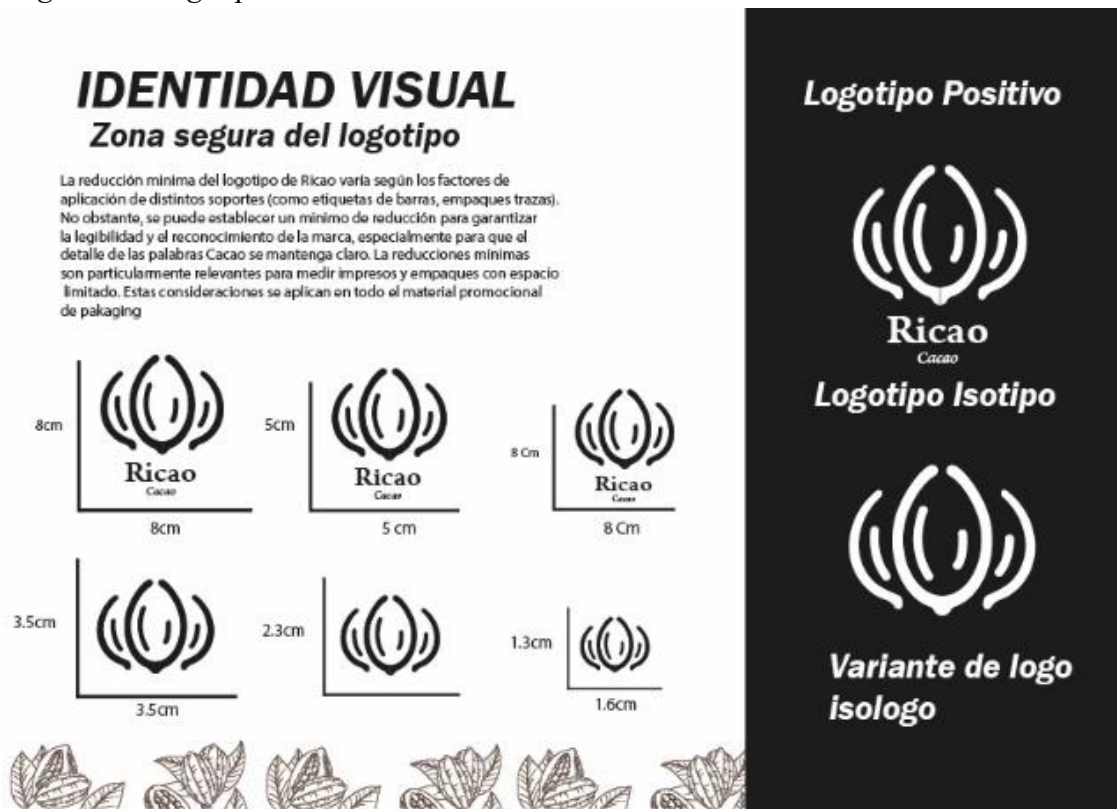 IDENTIDAD VISUAL
Zona segura del logotipo
La reducción minima del logotipo de Ricao varia según los factores de
aplicación de distintos soportes (como etiquetas de barras, empaques trazas).
No obstante, se puede establecer un minimo de reducción para garantizar
la legibilidad y el reconocimiento de la marca, especialmente para que el
detalle de las palabras Cacao se mantenga claro. La reducciones minimas
son particularmente relevantes para medir impresos y empaques con espacio
limitado. Estas consideraciones se aplican en todo el material promocional
de pakaging
8cm
Ricao
Cacao
8cm
5cm
Ricao
Cacao
5 cm
8 Cm
Ricao
Cacao
8 Cm
3.5cm
3.5cm
2.3cm
1.3cm
1.6cm
Logotipo Positivo
Ricao
Cacao
Logotipo Isotipo
Variante de logo
isologo